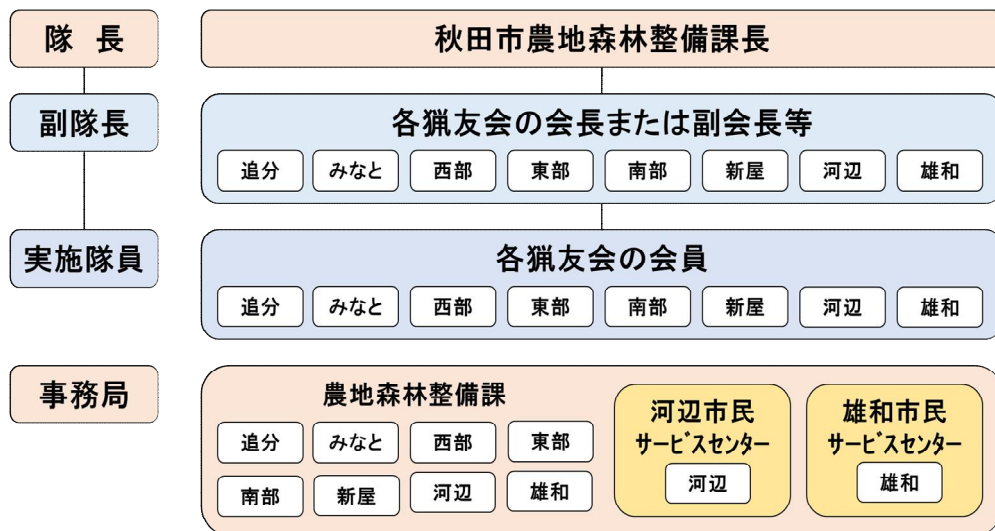 隊 長
秋田市農地森林整備課長
副隊長
各猟友会の会長または副会長等
追分 みなと 西部 東部 南部 新屋 河辺 雄和
実施隊員
各猟友会の会員
追分 みなと 西部 東部 南部 新屋 河辺 雄和
事務局
農地森林整備課
追分 みなと 西部 東部
南部 新屋 河辺 雄和
河辺市民
サービスセンター
河辺
雄和市民
サービスセンター
雄和